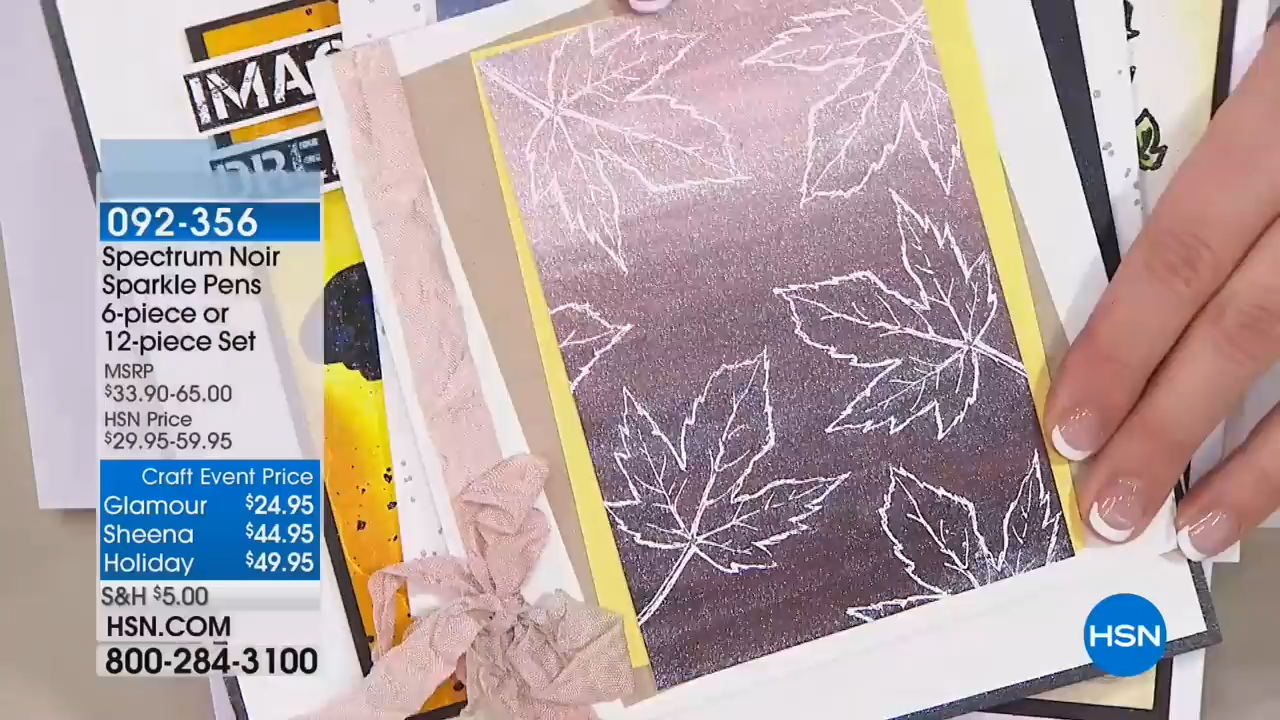 IMAG
DRE
092-356
Spectrum Noir
Sparkle Pens
6-piece or
12-piece Set
MSRP
$33.90-65.00
HSN Price
$29.95-59.95
Craft Event Price
Glamour $24.95
Sheena $44.95
Holiday $49.95
S&H $5.00
HSN.COM
800-284-3100
HSN